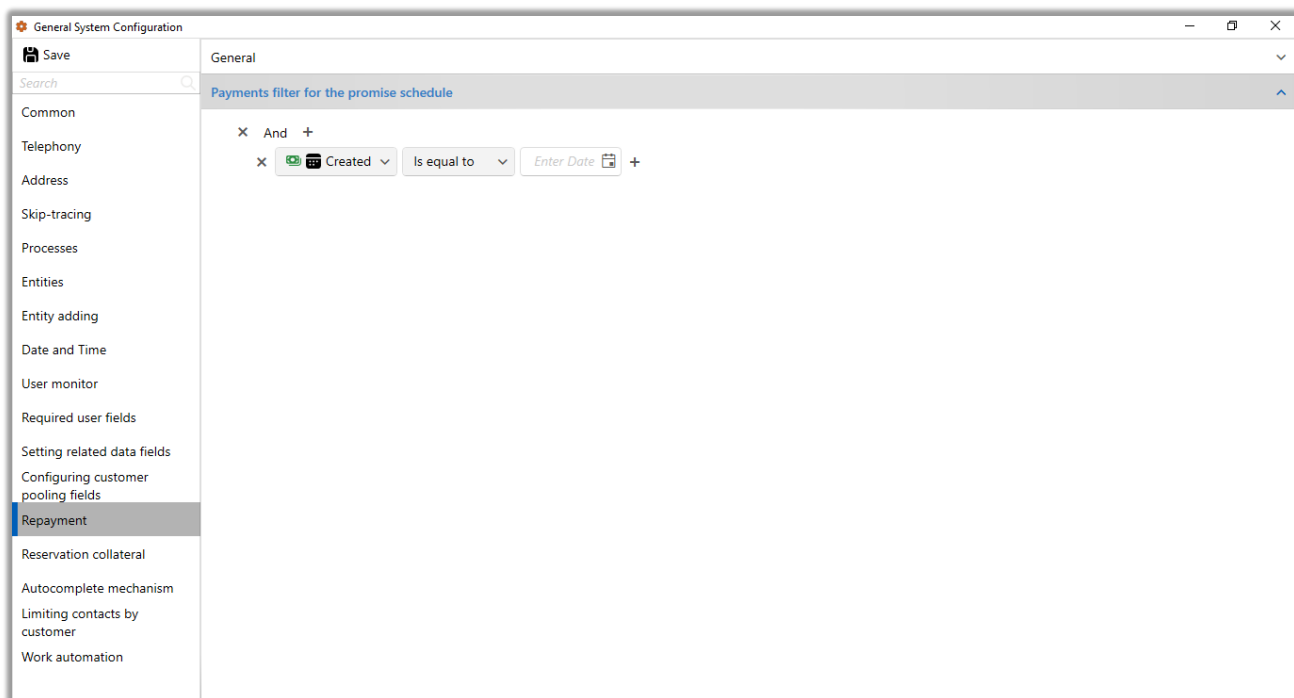 General System Configuration
Save
Search
Common
Telephony
Address
Skip-tracing
Processes
Entities
Entity adding
Date and Time
User monitor
Required user fields
Setting related data fields
Configuring customer
pooling fields
Repayment
Reservation collateral
Autocomplete mechanism
Limiting contacts by
customer
Work automation
General
Payments filter for the promise schedule
And
Created Is equal to Enter Date